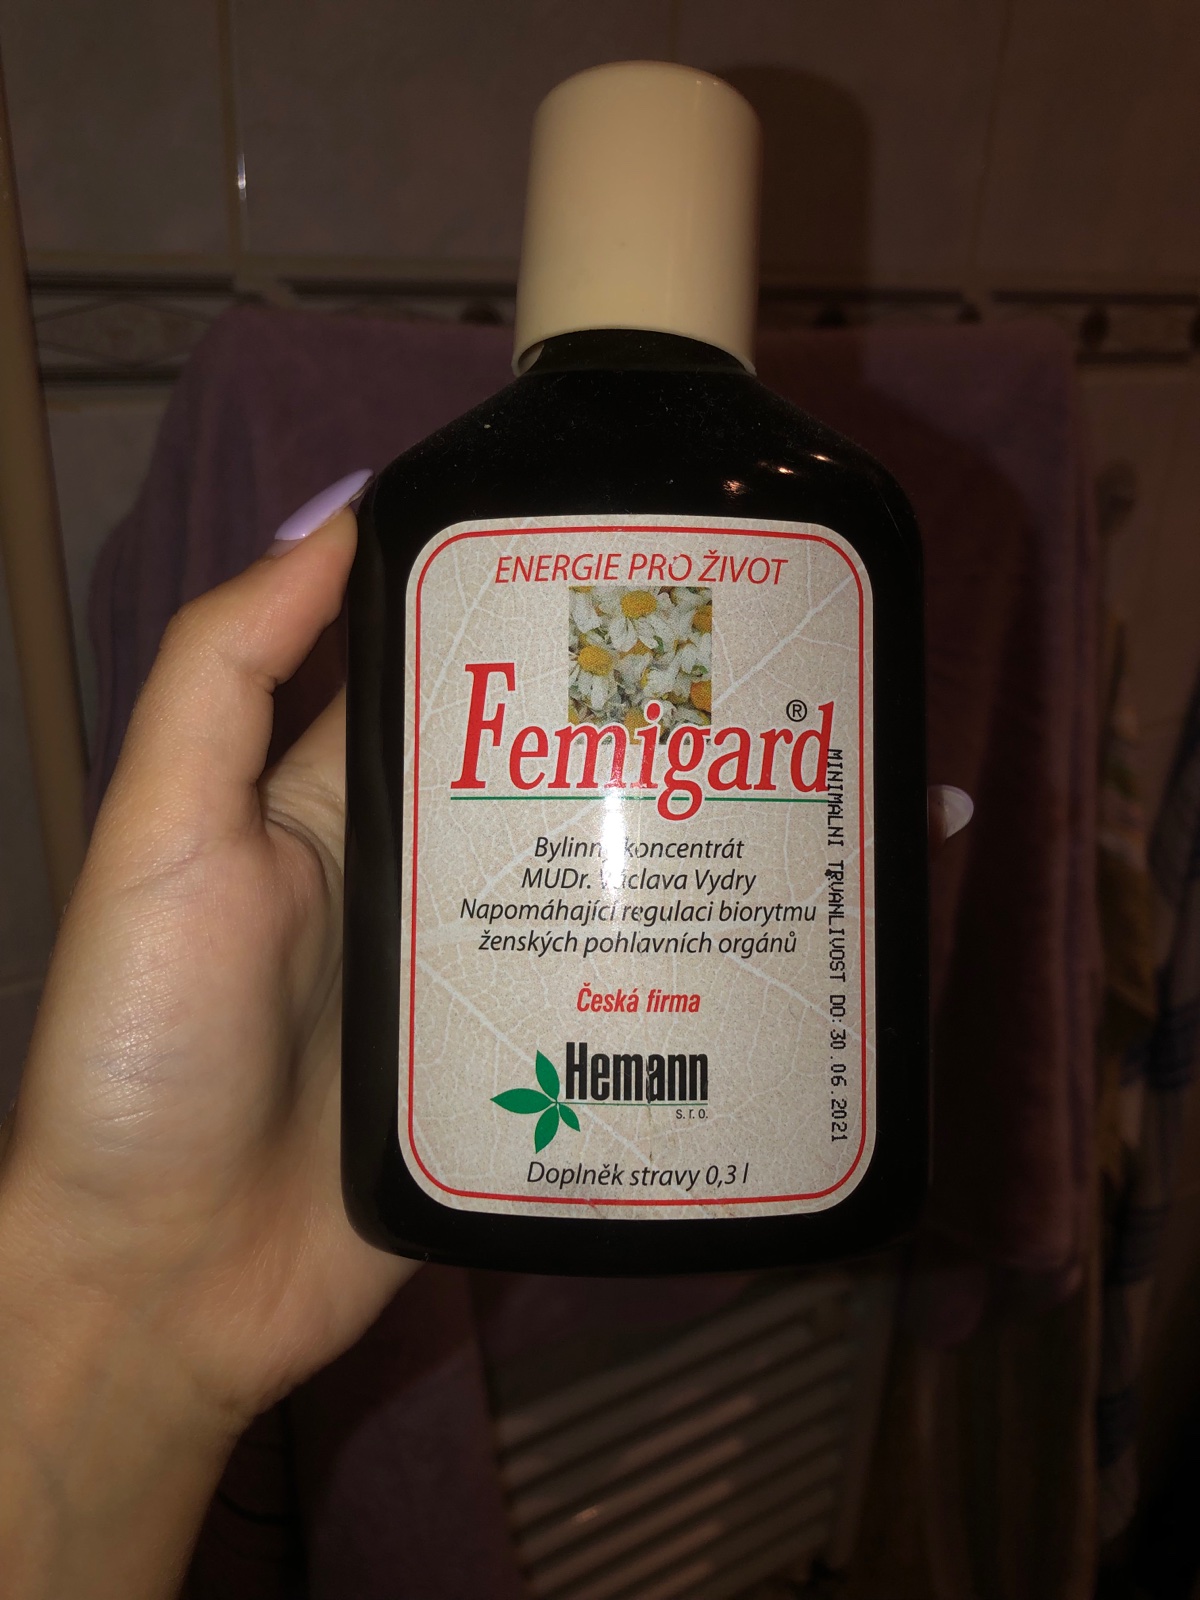 ENERGIE PRO ŽIVOT
Femigard®
koncentrát
MUDr. Václava Vydry
Napomáhající regulaci biorytmu
ženských pohlavních orgánů
Česká firma
Hemann
s.r.o.
Doplněk stravy 0,3 l
MINIMALNI TRVANLIVOST DO: 30.06.2021